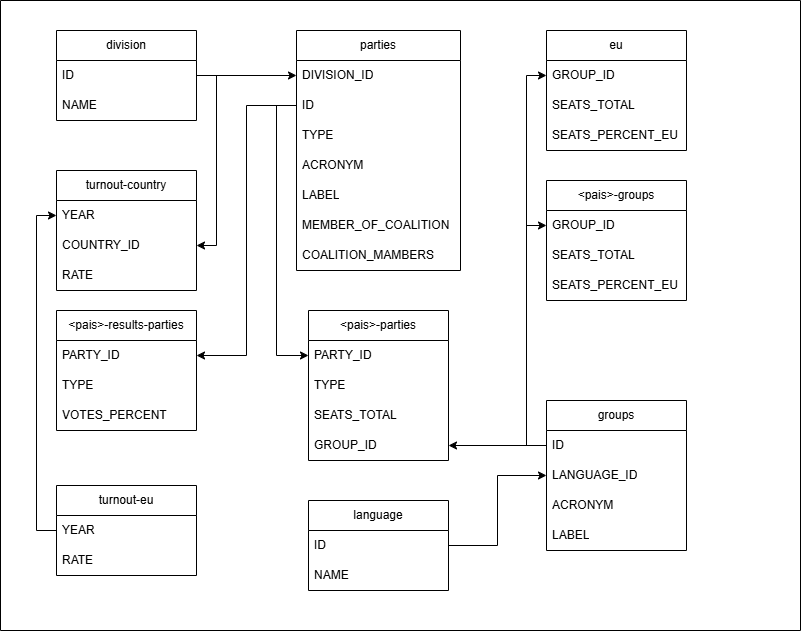 division
ID
NAME
parties
DIVISION_ID
ID
TYPE
ACRONYM
LABEL
MEMBER_OF_COALITION
COALITION_MAMBERS
eu
GROUP_ID
SEATS_TOTAL
SEATS_PERCENT_EU
turnout-country
YEAR
COUNTRY_ID
RATE
<pais>-groups
GROUP_ID
SEATS_TOTAL
SEATS_PERCENT_EU
<pais>-results-parties
PARTY_ID
TYPE
VOTES_PERCENT
<pais>-parties
PARTY_ID
TYPE
SEATS_TOTAL
GROUP_ID
groups
ID
LANGUAGE_ID
ACRONYM
LABEL
turnout-eu
YEAR
RATE
language
ID
NAME